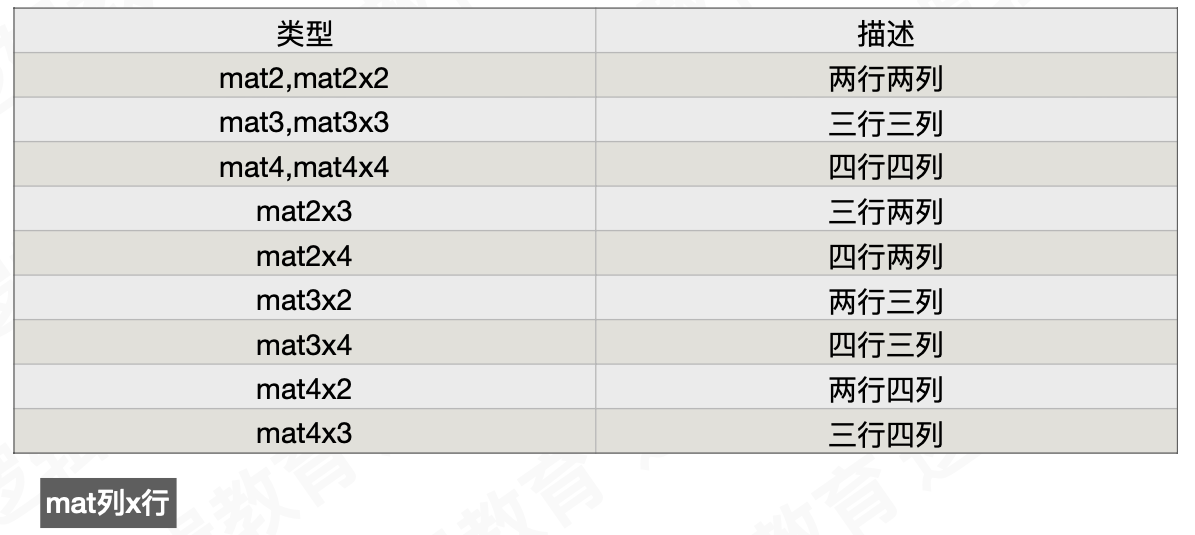 类型 描述
mat2,mat2x2 两行两列
mat3,mat3x3 三行三列
mat4,mat4x4 四行四列
mat2x3 三行两列
mat2x4 四行两列
mat3x2 两行三列
mat3x4 四行三列
mat4x2 两行四列
mat4x3 三行四列
mat列x行